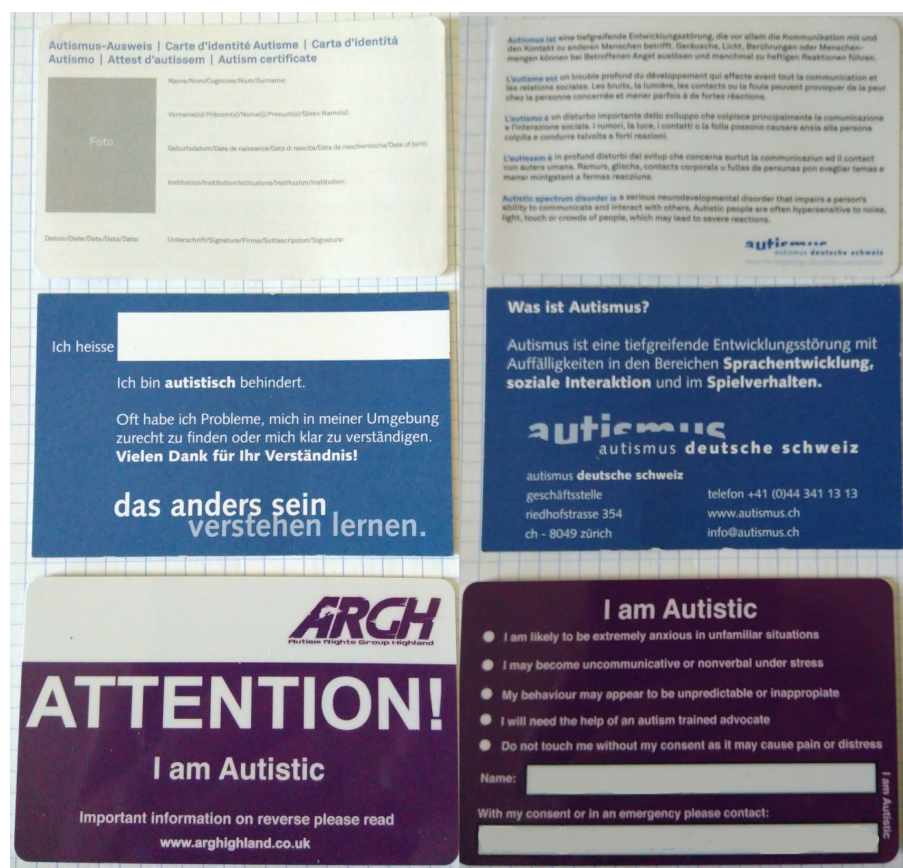 Autismus-Ausweis | Carte d'identité Autisme | Carta d'identità
Autismo | Attest d'autissem | Autism certificate
Name/Nom/Cognome/Num/Surname:
Foto
Vorname(s)/Prénom(s)/Nome(i)/Prenum(s)/Given Name(s):
Geburtsdatum/Date de naissance/Data di nascita/Data da naschientscha/Date of birth:
Institution/Institution/Istituzione/Instituziun/Institution:
Datum/Date/Data/Data/Date:
Unterschrift/Signature/Firma/Suttascripziun/Signature:
Autismus ist eine tiefgreifende Entwicklungsstörung, die vor allem die Kommunikation mit und
den Kontakt zu anderen Menschen betrifft. Geräusche, Licht, Berührungen oder Menschen-
mengen können bei Betroffenen Angst auslösen und manchmal zu heftigen Reaktionen führen.
L'autisme est un trouble profond du développement qui affecte avant tout la communication et
les relations sociales. Les bruits, la lumière, les contacts ou la foule peuvent provoquer de la peur
chez la personne concernée et mener parfois à de fortes réactions.
L'autismo è un disturbo importante dello sviluppo che colpisce principalmente la comunicazione
e l'interazione sociale. I rumori, la luce, i contatti o la folla possono causare ansia alla persona
colpita e condurre talvolta a forti reazioni.
L'autissem è in profund disturbi dal svilup che concerna surtut la communicaziun ed il contact
cun auters umans. Ramurs, glischs, contacts corporals u fullas da persunas pon svegliar temas e
manar mintgatant a fermas reacziuns.
Autistic spectrum disorder is a serious neurodevelopmental disorder that impairs a person's
ability to communicate and interact with others. Autistic people are often hypersensitive to noise,
light, touch or crowds of people, which may lead to severe reactions.
autismus
autismus deutsche schweiz
Ich heisse
Ich bin autistisch behindert.
Oft habe ich Probleme, mich in meiner Umgebung
zurecht zu finden oder mich klar zu verständigen.
Vielen Dank für Ihr Verständnis!
das anders sein
verstehen lernen.
Was ist Autismus?
Autismus ist eine tiefgreifende Entwicklungsstörung mit
Auffälligkeiten in den Bereichen Sprachentwicklung,
soziale Interaktion und im Spielverhalten.
autismus
autismus deutsche schweiz
autismus deutsche schweiz
geschäftsstelle
riedhofstrasse 354
ch - 8049 zürich
telefon +41 (0)44 341 13 13
www.autismus.ch
info@autismus.ch
ARGH
Autism Rights Group Highland
ATTENTION!
I am Autistic
Important information on reverse please read
www.arghighland.co.uk
I am Autistic
I am likely to be extremely anxious in unfamiliar situations
I may become uncommunicative or nonverbal under stress
My behaviour may appear to be unpredictable or inappropiate
I will need the help of an autism trained advocate
Do not touch me without my consent as it may cause pain or distress
Name:
With my consent or in an emergency please contact:
I am Autistic